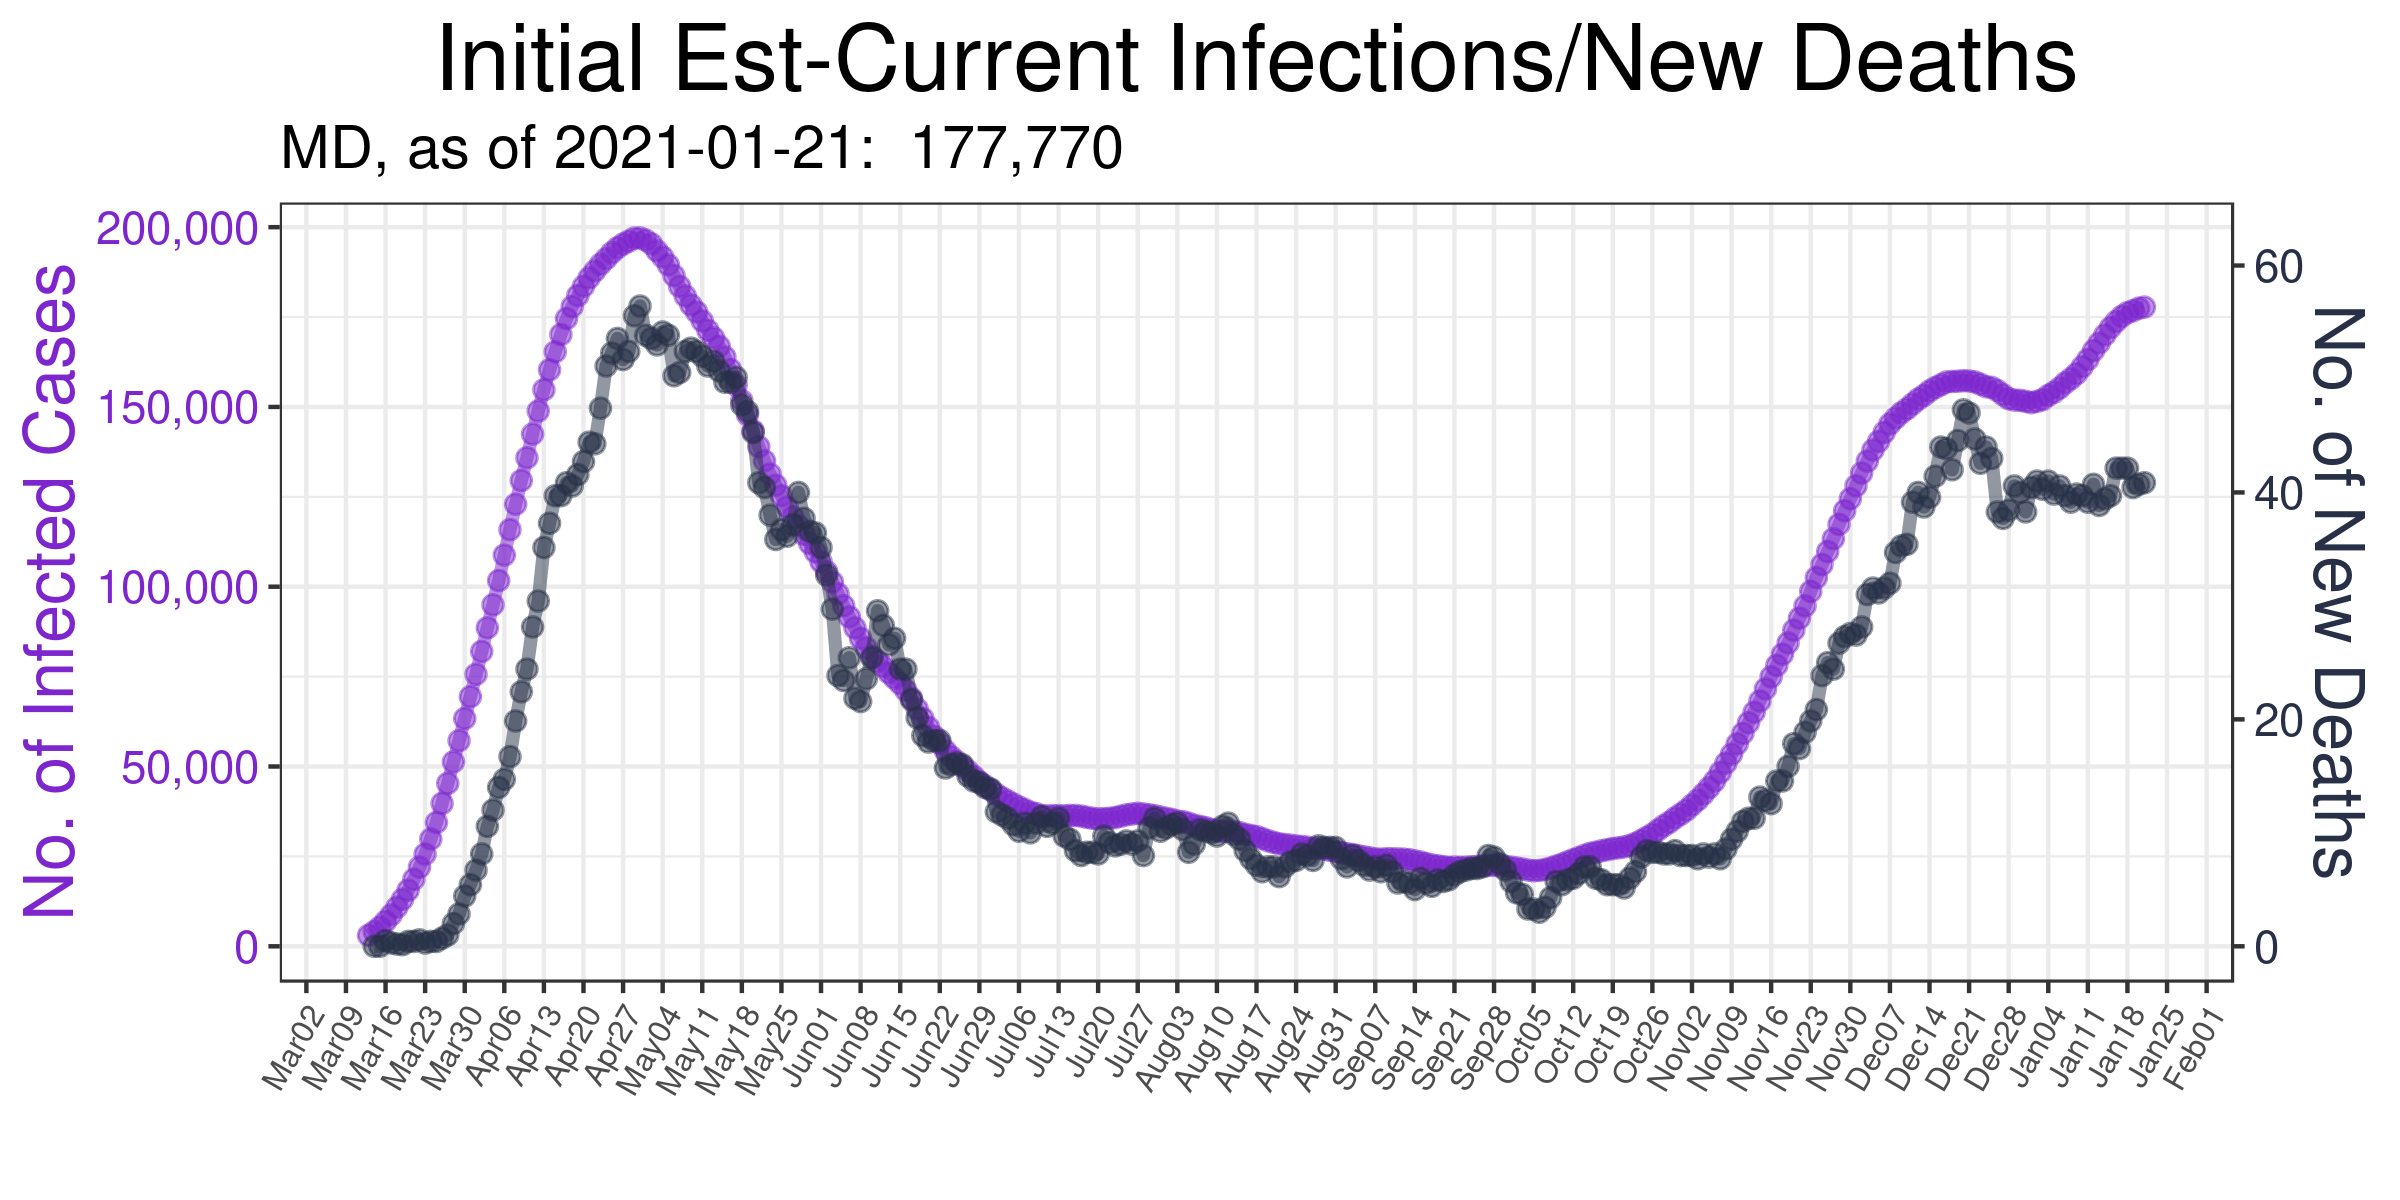 Initial Est-Current Infections/New Deaths
MD, as of 2021-01-21:  177,770
No. of Infected Cases
200,000
150,000
100,000
50,000
0
60
40
20
0
No. of New Deaths
Mar02 Mar09 Mar16 Mar23 Mar30 Apr06 Apr13 Apr20 Apr27 May04 May11 May18 May25 Jun01 Jun08 Jun15 Jun22 Jun29 Jul06 Jul13 Jul20 Jul27 Aug03 Aug10 Aug17 Aug24 Aug31 Sep07 Sep14 Sep21 Sep28 Oct05 Oct12 Oct19 Oct26 Nov02 Nov09 Nov16 Nov23 Nov30 Dec07 Dec14 Dec21 Dec28 Jan04 Jan11 Jan18 Jan25 Feb01